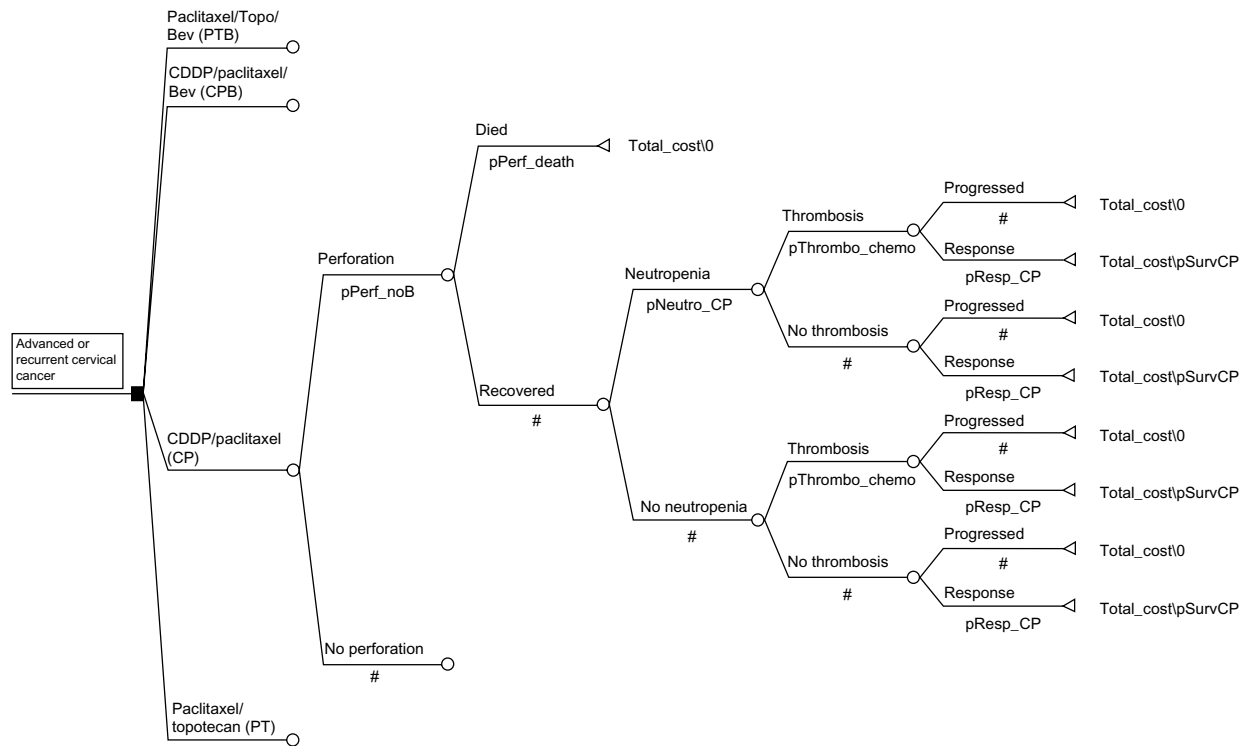 Paclitaxel/Topo/
Bev (PTB)
CDDP/paclitaxel/
Bev (CPB)
Died
pPerf_death
Total_cost\0
Progressed
#
Total_cost\0
Thrombosis
pThrombo_chemo
Response
pResp_CP
Total_cost\pSurvCP
Perforation
pPerf_noB
Neutropenia
pNeutro_CP
Progressed
#
Total_cost\0
No thrombosis
#
Response
pResp_CP
Total_cost\pSurvCP
Advanced or
recurrent cervical
cancer
Recovered
#
CDDP/paclitaxel
(CP)
Progressed
#
Total_cost\0
Thrombosis
pThrombo_chemo
Response
pResp_CP
Total_cost\pSurvCP
No neutropenia
#
Progressed
#
Total_cost\0
No thrombosis
#
Response
pResp_CP
Total_cost\pSurvCP
No perforation
#
Paclitaxel/
topotecan (PT)